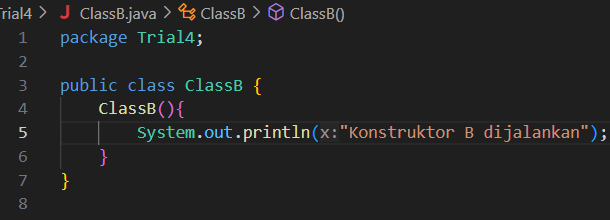 Trial4 > J ClassB.java > ClassB > ClassB()
1 package Trial4;
2
3 public class ClassB {
4 ClassB(){
5 System.out.println(x:"Konstruktor B dijalankan");
6 }
7 }
8